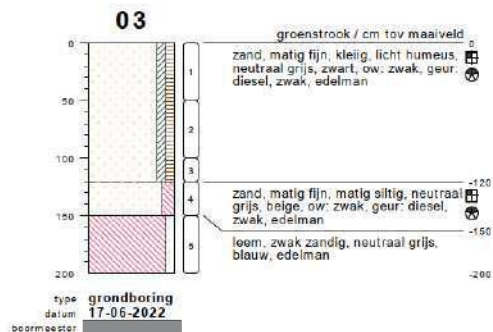 03
groenstrook / cm tov maaiveld
0
0
zand, matig fijn, kleiig, licht humeus,
neutraal grijs, zwart, ow: zwak, geur:
diesel, zwak, edelman
1
50
2
100
3
-120
zand, matig fijn, matig siltig, neutraal
grijs, beige, ow: zwak, geur: diesel,
zwak, edelman
4
150
-150
leem, zwak zandig, neutraal grijs,
blauw, edelman
5
200
-200
type grondboring
datum 17-06-2022
boormeester